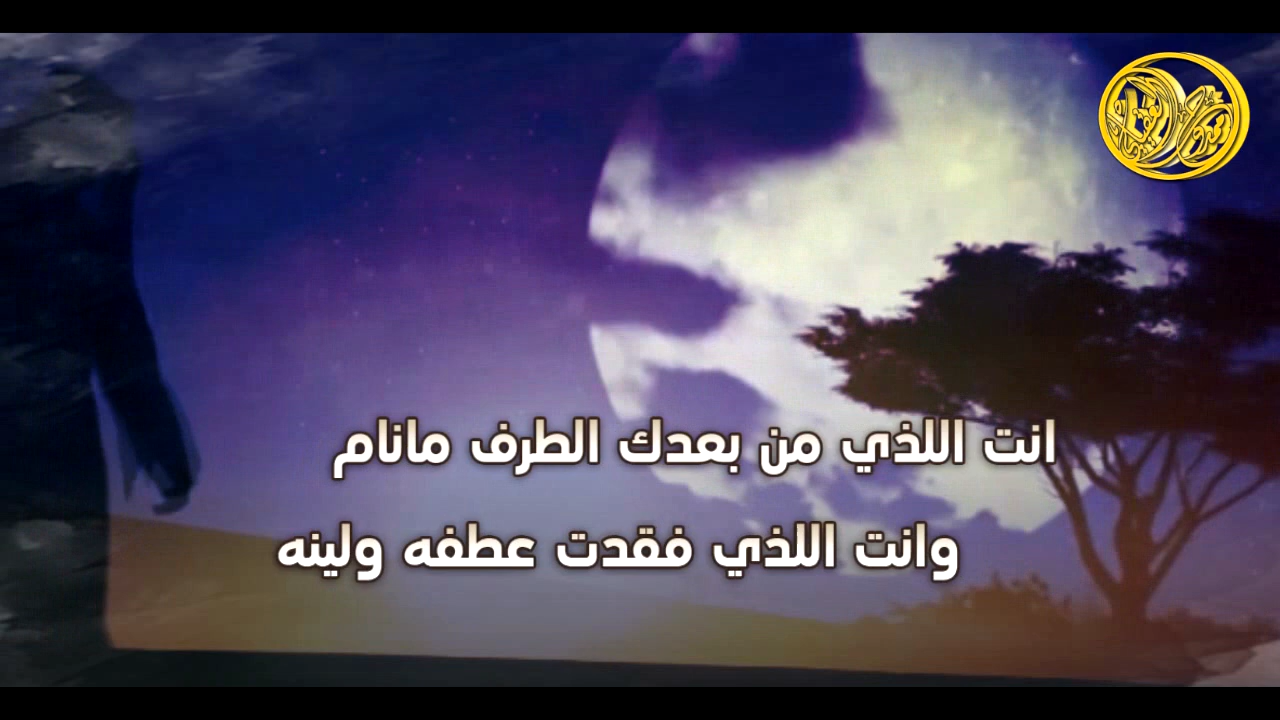 انت اللذي من بعدك الطرف مانام
وانت اللذي فقدت عطفه ولينه